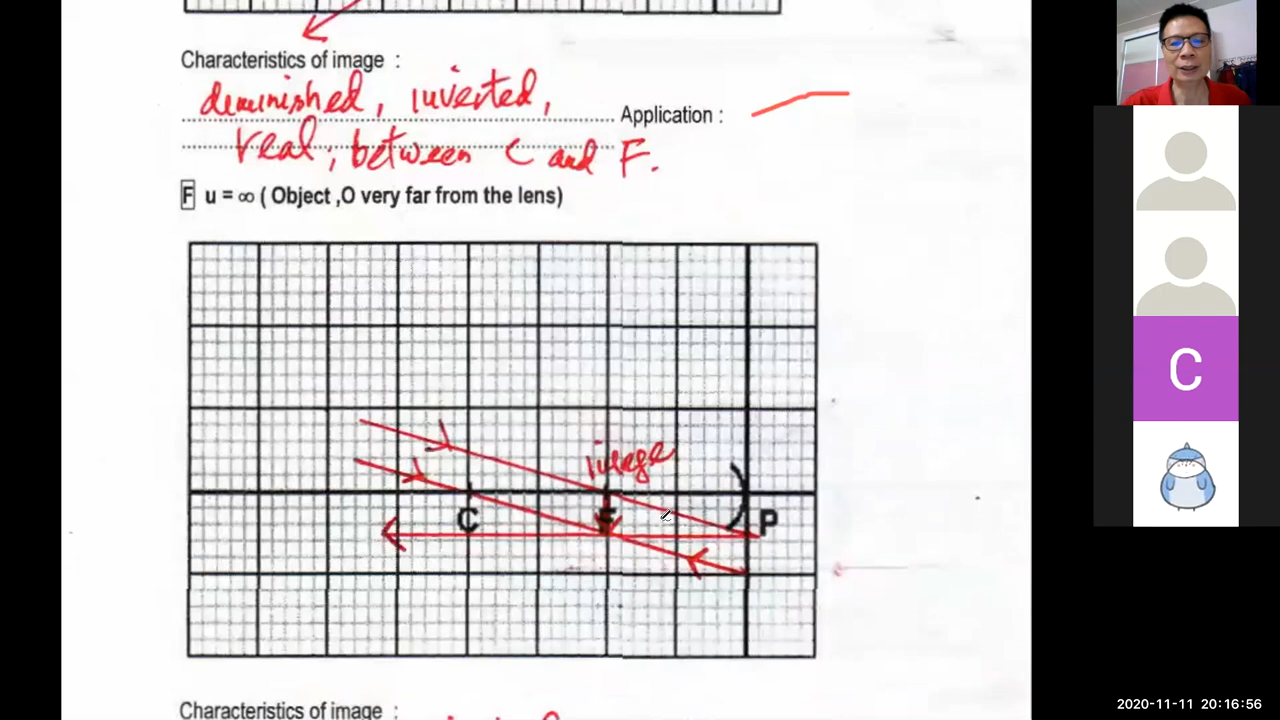 Characteristics of image :
diminished, inverted,
Application :
real, between C and F.
F u = ∞ ( Object ,O very far from the lens)
image
C F P
C
Characteristics of image :
2020-11-11 20:16:56